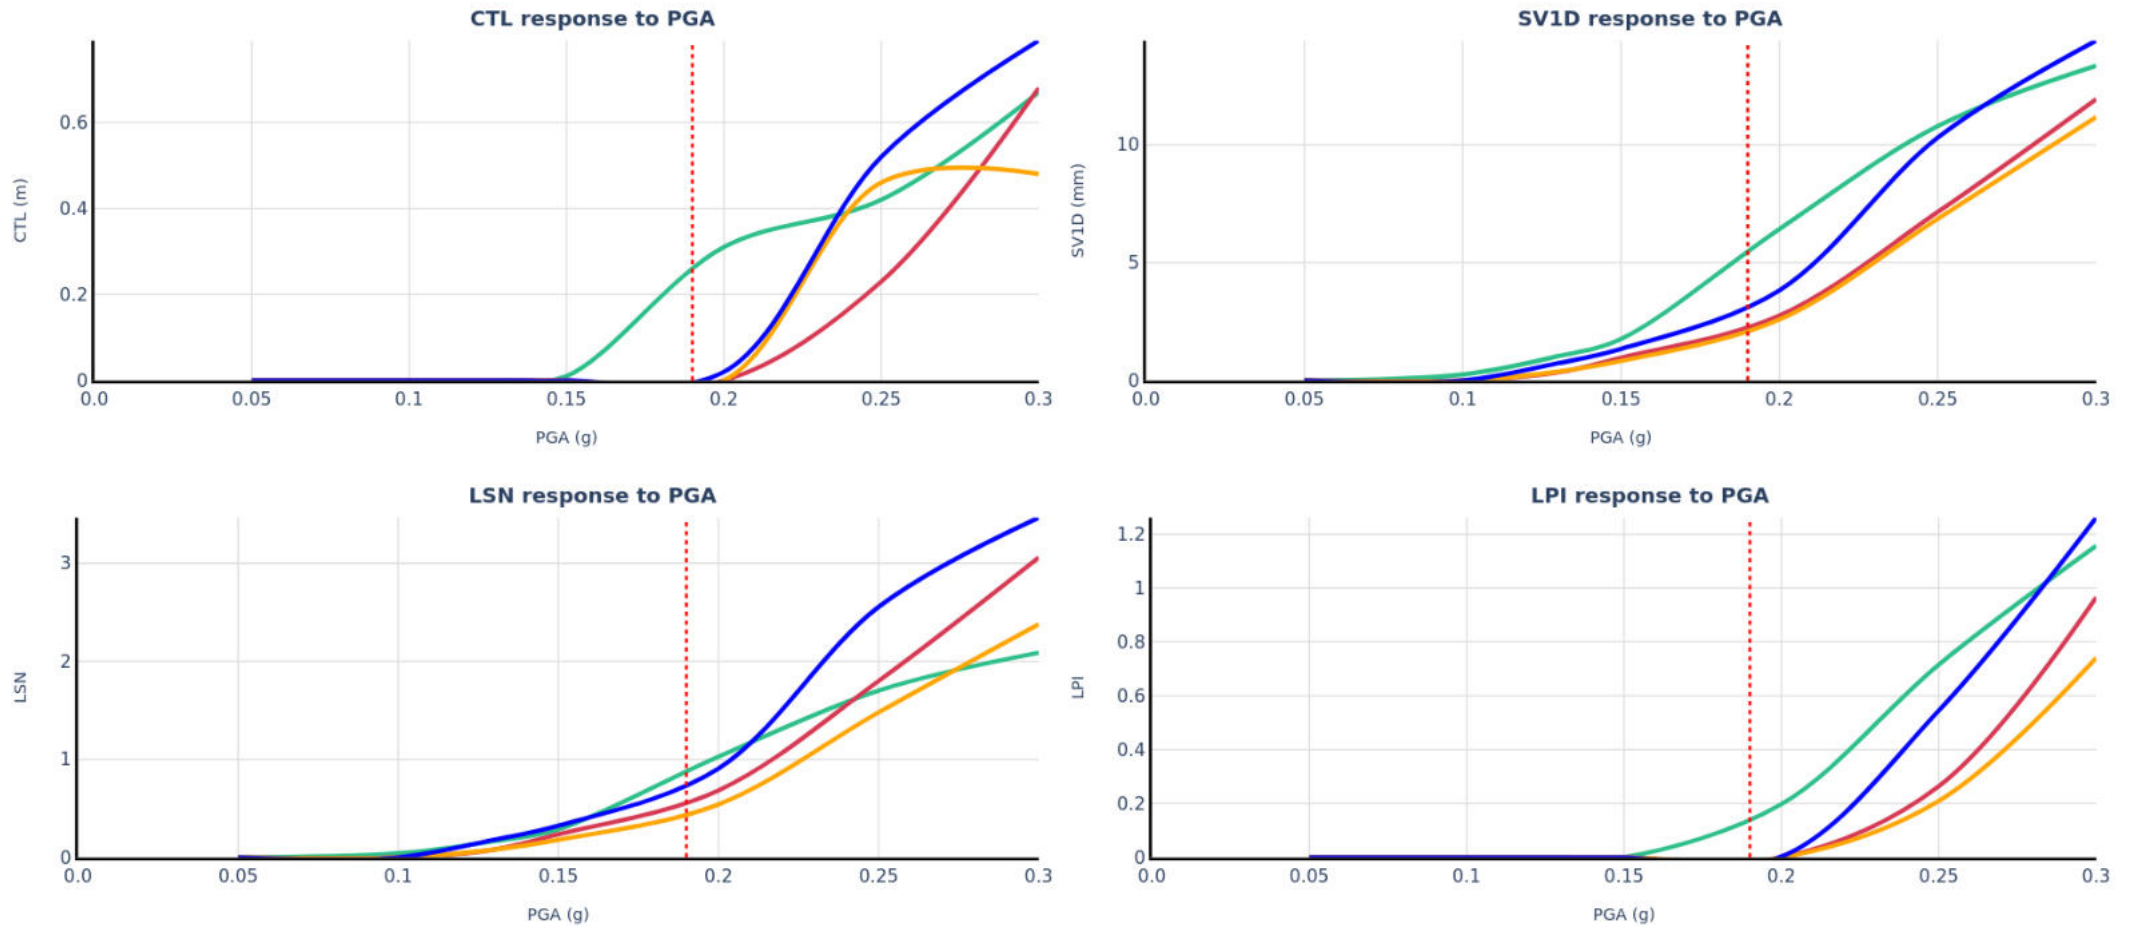 CTL response to PGA
CTL (m)
0.6
0.4
0.2
0
0.0 0.05 0.1 0.15 0.2 0.25 0.3
PGA (g)
SV1D response to PGA
SV1D (mm)
10
5
0
0.0 0.05 0.1 0.15 0.2 0.25 0.3
PGA (g)
LSN response to PGA
LSN
3
2
1
0
0.0 0.05 0.1 0.15 0.2 0.25 0.3
PGA (g)
LPI response to PGA
LPI
1.2
1
0.8
0.6
0.4
0.2
0
0.0 0.05 0.1 0.15 0.2 0.25 0.3
PGA (g)